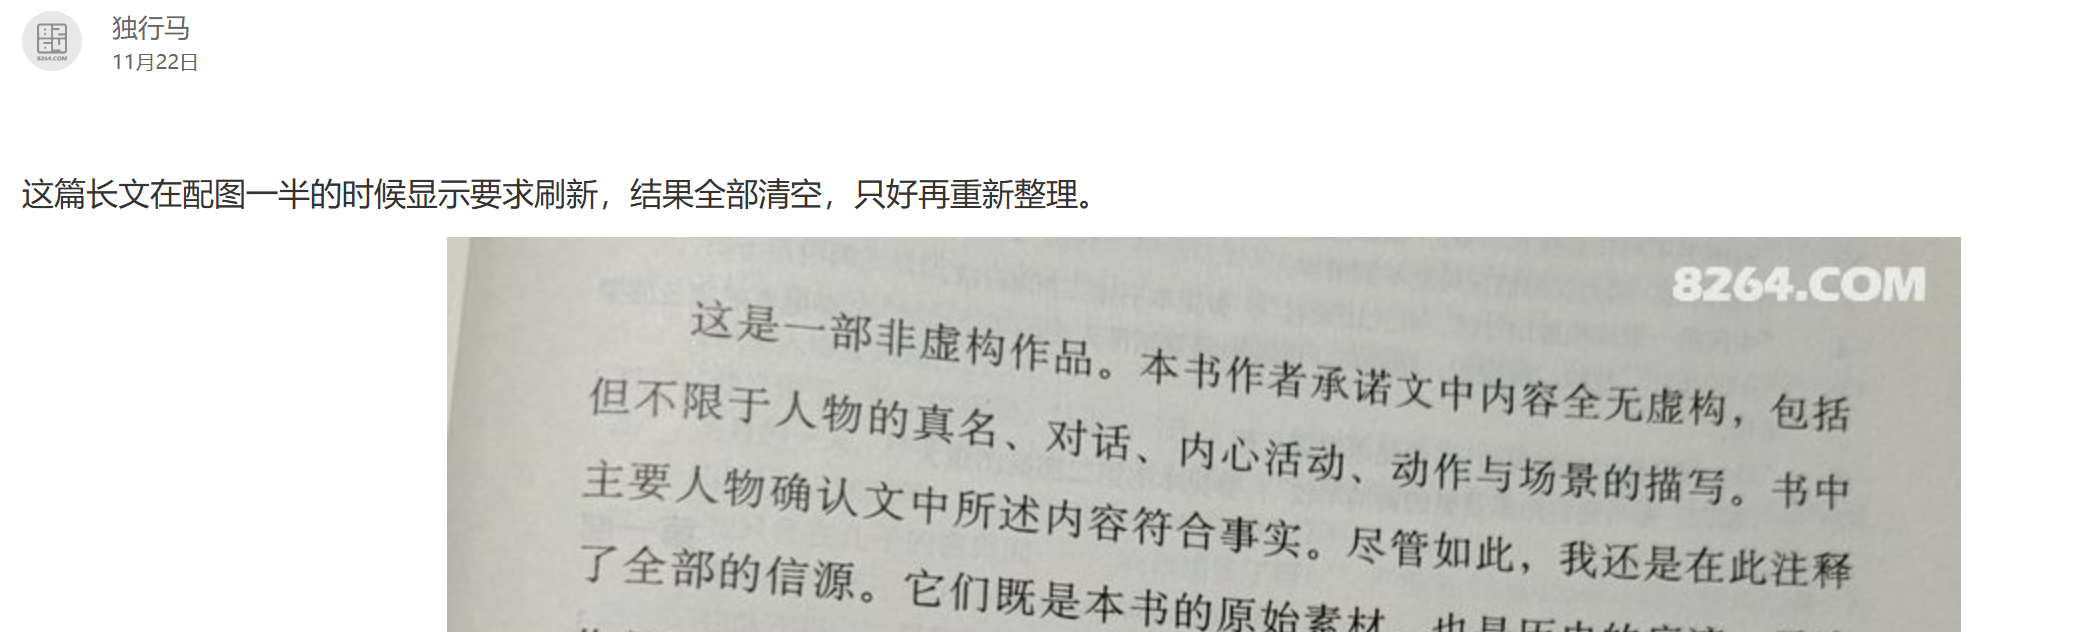 独行马
11月22日
8264.COM
这篇长文在配图一半的时候显示要求刷新，结果全部清空，只好再重新整理。
8264.COM
这是一部非虚构作品。本书作者承诺文中内容全无虚构，包括
但不限于人物的真名、对话、内心活动、动作与场景的描写。书中
主要人物确认文中所述内容符合事实。尽管如此，我还是在此注释
了全部的信源。它们既是本书的原始素材，也是历史的